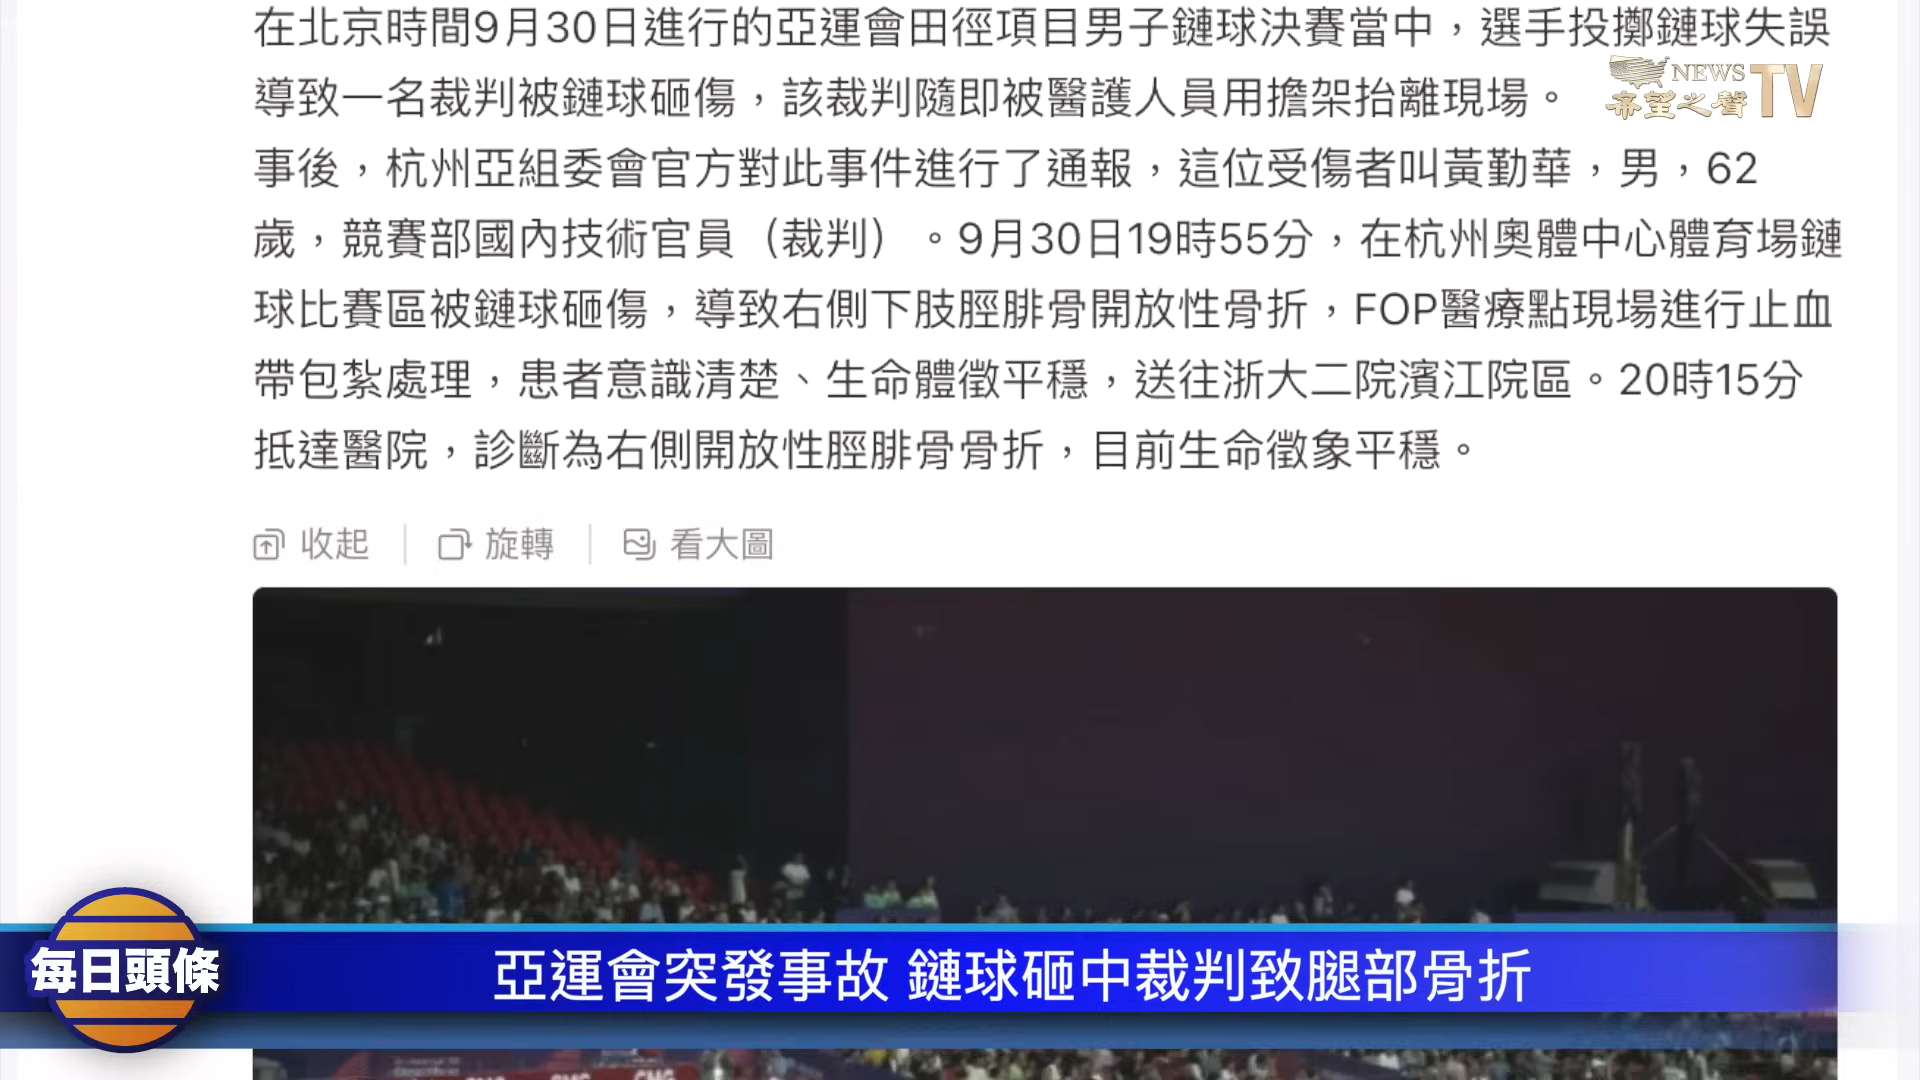 在北京時間9月30日進行的亞運會田徑項目男子鏈球決賽當中，選手投擲鏈球失誤
導致一名裁判被鏈球砸傷，該裁判隨即被醫護人員用擔架抬離現場。
NEWS
希望之聲 TV
事後，杭州亞組委會官方對此事件進行了通報，這位受傷者叫黃勤華，男，62
歲，競賽部國內技術官員（裁判）。9月30日19時55分，在杭州奧體中心體育場鏈
球比賽區被鏈球砸傷，導致右側下肢脛腓骨開放性骨折，FOP醫療點現場進行止血
帶包紮處理，患者意識清楚、生命體徵平穩，送往浙大二院濱江院區。20時15分
抵達醫院，診斷為右側開放性脛腓骨骨折，目前生命徵象平穩。
收起 旋轉 看大圖
每日頭條
亞運會突發事故 鏈球砸中裁判致腿部骨折
CMG